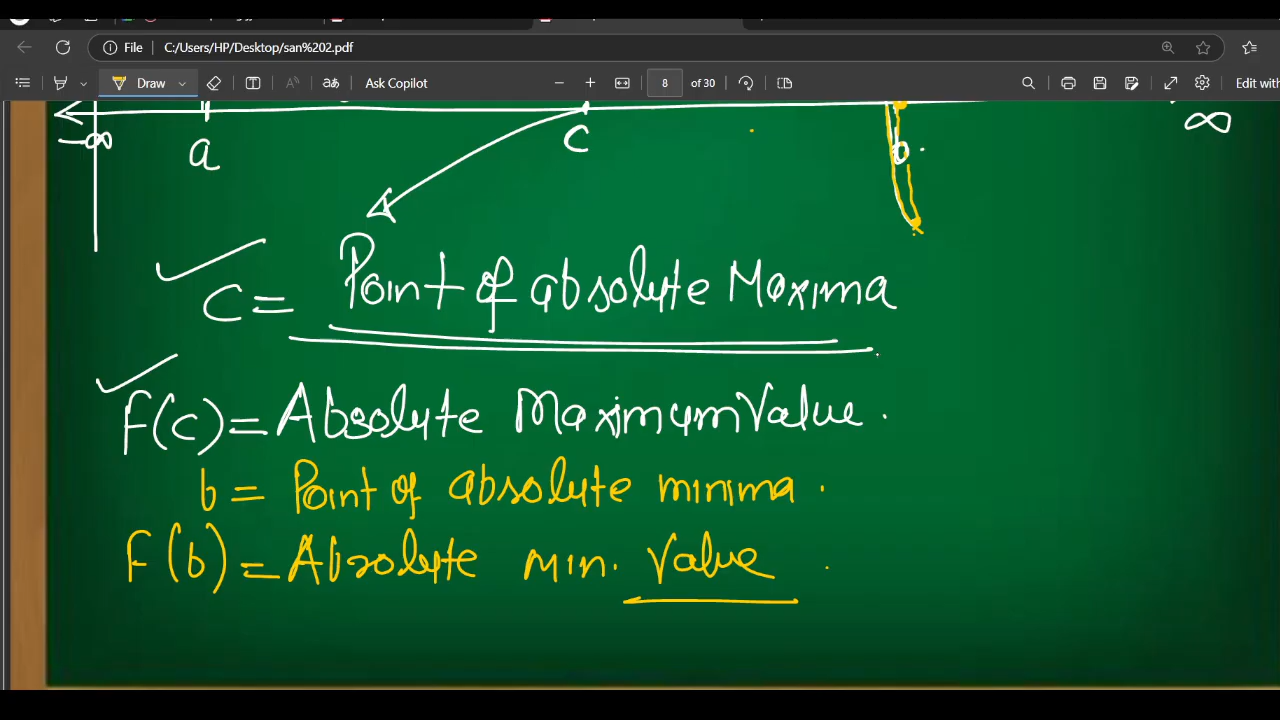 File C:/Users/HP/Desktop/san%202.pdf
Draw Ask Copilot 8 of 30 Edit with
-∞ a c b ∞
C = Point of absolute Maxima
f(c) = Absolute Maximum Value.
b = Point of absolute minima.
F(b) = Absolute min. Value.